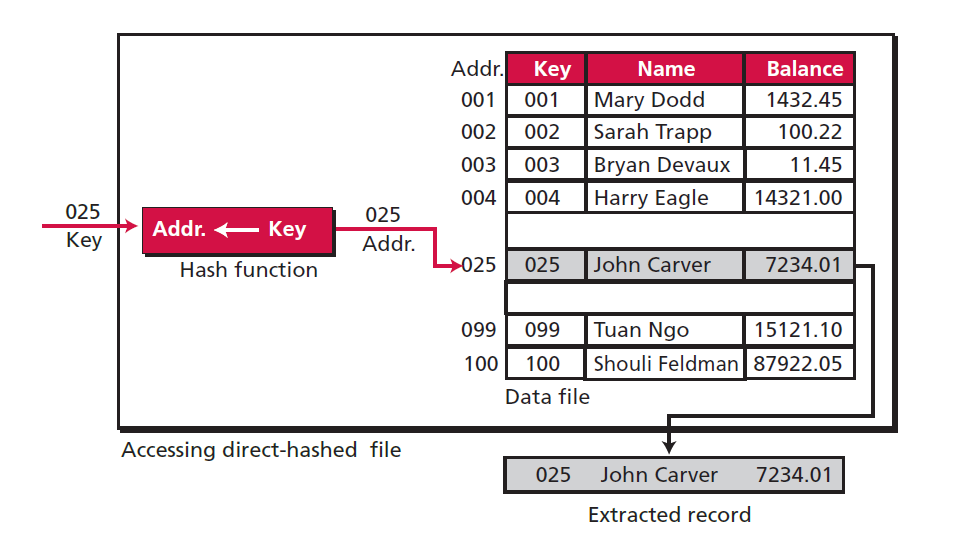 Addr. Key Name Balance
001 001 Mary Dodd 1432.45
002 002 Sarah Trapp 100.22
003 003 Bryan Devaux 11.45
004 004 Harry Eagle 14321.00
025
Key
Addr. Key
Hash function
025
Addr.
025 025 John Carver 7234.01
099 099 Tuan Ngo 15121.10
100 100 Shouli Feldman 87922.05
Data file
Accessing direct-hashed file
025 John Carver 7234.01
Extracted record